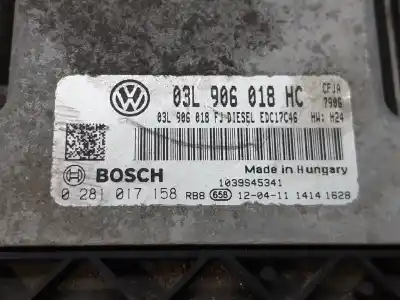 03L 906 018 HC
CFJA
7906
03L 906 018 FJ DIESEL EDC17C46 HW: H24
BOSCH
Made in Hungary
1039S45341
0 281 017 158 RB8 658 12-04-11 1414 1628